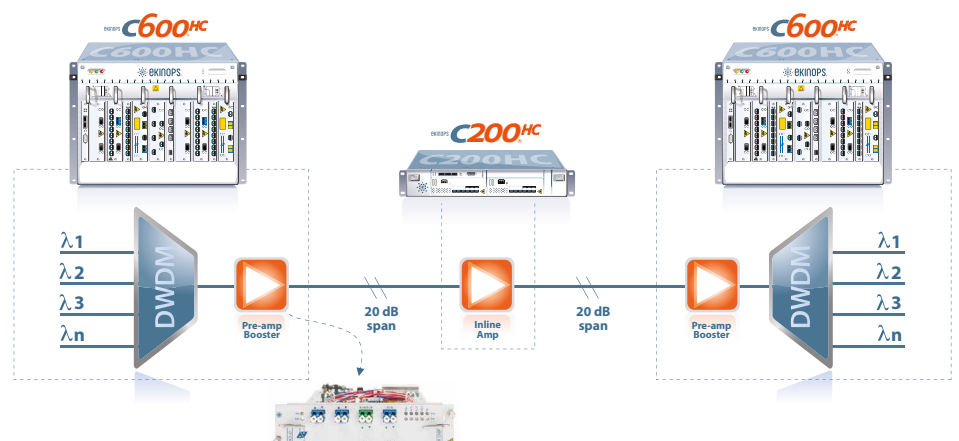 EKINOPS C600HC
C600HC
EKINOPS
EKINOPS C200HC
C200HC
EKINOPS C600HC
C600HC
EKINOPS
λ1
λ2
λ3
λn
DWDM
Pre-amp
Booster
20 dB
span
Inline
Amp
20 dB
span
Pre-amp
Booster
DWDM
λ1
λ2
λ3
λn